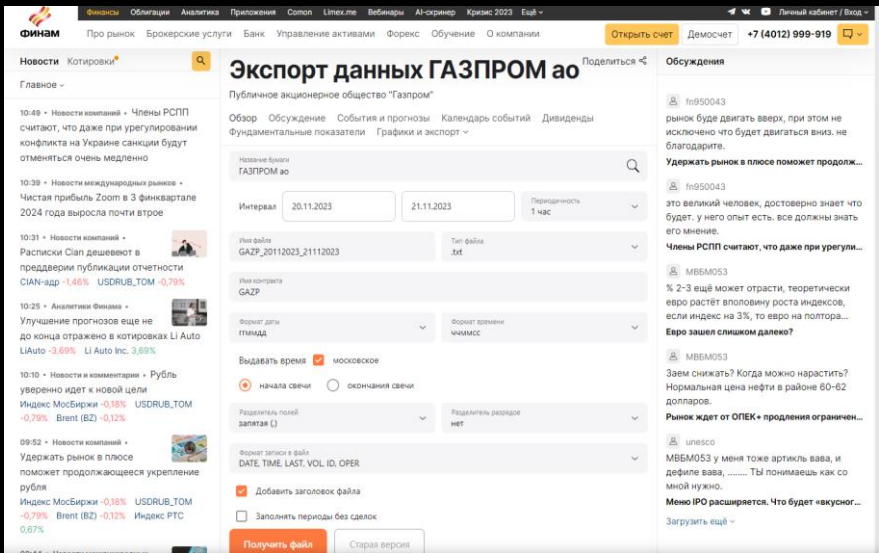 Финансы Облигации Аналитика Приложения Comon Limex.me Вебинары AI-скринер Кризис 2023 Ещё
Личный кабинет / Вход
ФИНАМ
Про рынок Брокерские услуги Банк Управление активами Форекс Обучение О компании
Открыть счет Демосчет +7 (4012) 999-919
Новости Котировки
Главное
10:49 • Новости компаний • Члены РСПП
считают, что даже при урегулировании
конфликта на Украине санкции будут
отменяться очень медленно
10:39 • Новости международных рынков •
Чистая прибыль Zoom в 3 финквартале
2024 года выросла почти втрое
10:31 • Новости компаний •
Расписки Cian дешевеют в
преддверии публикации отчетности
CIAN-адр -1,46% USDRUB_TOM -0,79%
10:25 • Аналитики Финама •
Улучшение прогнозов еще не
до конца отражено в котировках Li Auto
LiAuto -3,69% Li Auto Inc. 3,69%
10:10 • Новости и комментарии • Рубль
уверенно идет к новой цели
Индекс МосБиржи -0,18% USDRUB_TOM
-0,79% Brent (BZ) -0,12%
09:52 • Новости компаний •
Удержать рынок в плюсе
поможет продолжающееся укрепление
рубля
Индекс МосБиржи -0,18% USDRUB_TOM
-0,79% Brent (BZ) -0,12% Индекс РТС
0,67%
Экспорт данных ГАЗПРОМ ао
Поделиться
Публичное акционерное общество "Газпром"
Обзор Обсуждение События и прогнозы Календарь событий Дивиденды
Фундаментальные показатели Графики и экспорт
Название бумаги
ГАЗПРОМ ао
Интервал 20.11.2023 21.11.2023
Периодичность
1 час
Имя файла
GAZP_20112023_21112023
Тип файла
.txt
Имя контракта
GAZP
Формат даты
ггммдд
Формат времени
ччммсс
Выдавать время московское
начала свечи окончания свечи
Разделитель полей
запятая (,)
Разделитель разрядов
нет
Формат записи в файл
DATE, TIME, LAST, VOL, ID, OPER
Добавить заголовок файла
Заполнять периоды без сделок
Получить файл Старая версия
Обсуждения
fn950043
рынок буде двигать вверх, при этом не
исключено что будет двигаться вниз. не
благодарите.
Удержать рынок в плюсе поможет продолж...
fn950043
это великий человек, достоверно знает что
будет. у него опыт есть. все должны знать
его мнение.
Члены РСПП считают, что даже при урегули...
МВБМ053
% 2-3 ещё может отрасти, теоретически
евро растёт вполовину роста индексов,
если индекс на 3%, то евро на полтора...
Евро зашел слишком далеко?
МВБМ053
Заем снижать? Когда можно нарастить?
Нормальная цена нефти в районе 60-62
долларов.
Рынок ждет от ОПЕК+ продления ограничен...
unesco
МВБМ053 у меня тоже артикль вава, и
дефиле вава, ........ Ты понимаешь как со
мной нужно.
Меню IPO расширяется. Что будет «вкусног...
Загрузить ещё